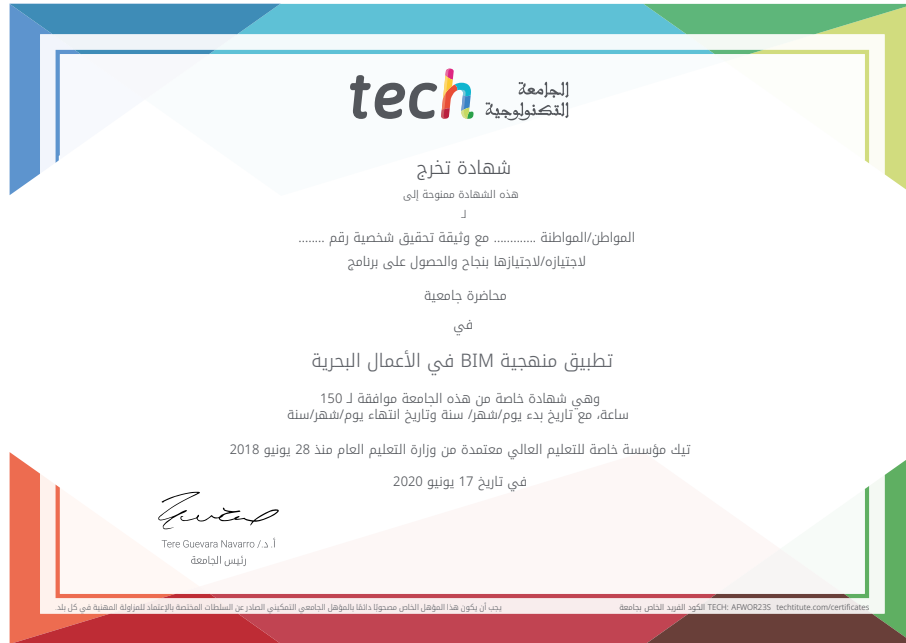 tech
الجامعة
التكنولوجية
شهادة تخرج
هذه الشهادة ممنوحة إلى
لـ
المواطن/المواطنة ............ مع وثيقة تحقيق شخصية رقم ........
لاجتيازه/لاجتيازها بنجاح والحصول على برنامج
محاضرة جامعية
في
تطبيق منهجية BIM في الأعمال البحرية
وهي شهادة خاصة من هذه الجامعة موافقة لـ 150
ساعة، مع تاريخ بدء يوم/شهر/ سنة وتاريخ انتهاء يوم/شهر/سنة
تيك مؤسسة خاصة للتعليم العالي معتمدة من وزارة التعليم العام منذ 28 يونيو 2018
في تاريخ 17 يونيو 2020
أ. د./ Tere Guevara Navarro
رئيس الجامعة
يجب أن يكون هذا المؤهل الخاص مصحوبًا دائمًا بالمؤهل الجامعي التمكيني الصادر عن السلطات المختصة بالإعتماد للمزاولة المهنية في كل بلد.
الكود الفريد الخاص بجامعة TECH: AFWOR23S techtitute.com/certificates